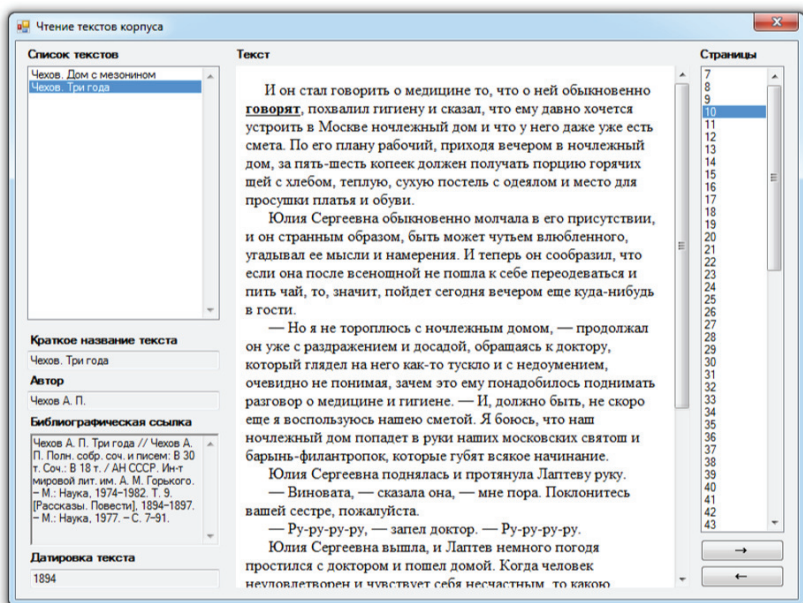 Чтение текстов корпуса
Список текстов
Чехов. Дом с мезонином
Чехов. Три года
Краткое название текста
Чехов. Три года
Автор
Чехов А. П.
Библиографическая ссылка
Чехов А. П. Три года // Чехов А.
П. Полн. собр. соч. и писем: В 30
т. Соч.: В 18 т. / АН СССР. Ин-т
мировой лит. им. А. М. Горького.
– М.: Наука, 1974–1982. Т. 9.
[Рассказы. Повести], 1894–1897.
– М.: Наука, 1977. – С. 7–91.
Датировка текста
1894
Текст
И он стал говорить о медицине то, что о ней обыкновенно
говорят, похвалил гигиену и сказал, что ему давно хочется
устроить в Москве ночлежный дом и что у него даже уже есть
смета. По его плану рабочий, приходя вечером в ночлежный
дом, за пять-шесть копеек должен получать порцию горячих
щей с хлебом, теплую, сухую постель с одеялом и место для
просушки платья и обуви.
Юлия Сергеевна обыкновенно молчала в его присутствии,
и он странным образом, быть может чутьем влюбленного,
угадывал ее мысли и намерения. И теперь он сообразил, что
если она после всенощной не пошла к себе переодеваться и
пить чай, то, значит, пойдет сегодня вечером еще куда-нибудь
в гости.
— Но я не тороплюсь с ночлежным домом, — продолжал
он уже с раздражением и досадой, обращаясь к доктору,
который глядел на него как-то тускло и с недоумением,
очевидно не понимая, зачем это ему понадобилось поднимать
разговор о медицине и гигиене. — И, должно быть, не скоро
еще я воспользуюсь нашею сметой. Я боюсь, что наш
ночлежный дом попадет в руки наших московских святош и
барынь-филантропок, которые губят всякое начинание.
Юлия Сергеевна поднялась и протянула Лаптеву руку.
— Виновата, — сказала она, — мне пора. Поклонитесь
вашей сестре, пожалуйста.
— Ру-ру-ру-ру, — запел доктор. — Ру-ру-ру-ру.
Юлия Сергеевна вышла, и Лаптев немного погодя
простился с доктором и пошел домой. Когда человек
неудовлетворен и чувствует себя несчастным, то какою
Страницы
7
8
9
10
11
12
13
14
15
16
17
18
19
20
21
22
23
24
25
26
27
28
29
30
31
32
33
34
35
36
37
38
39
40
41
42
43